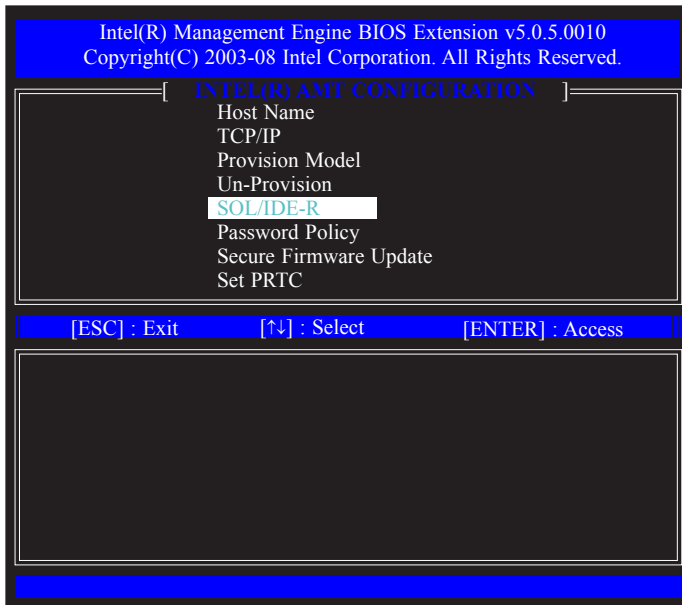 Intel(R) Management Engine BIOS Extension v5.0.5.0010
Copyright(C) 2003-08 Intel Corporation. All Rights Reserved.
[ INTEL(R) AMT CONFIGURATION ]
Host Name
TCP/IP
Provision Model
Un-Provision
SOL/IDE-R
Password Policy
Secure Firmware Update
Set PRTC
[ESC] : Exit [↑↓] : Select [ENTER] : Access